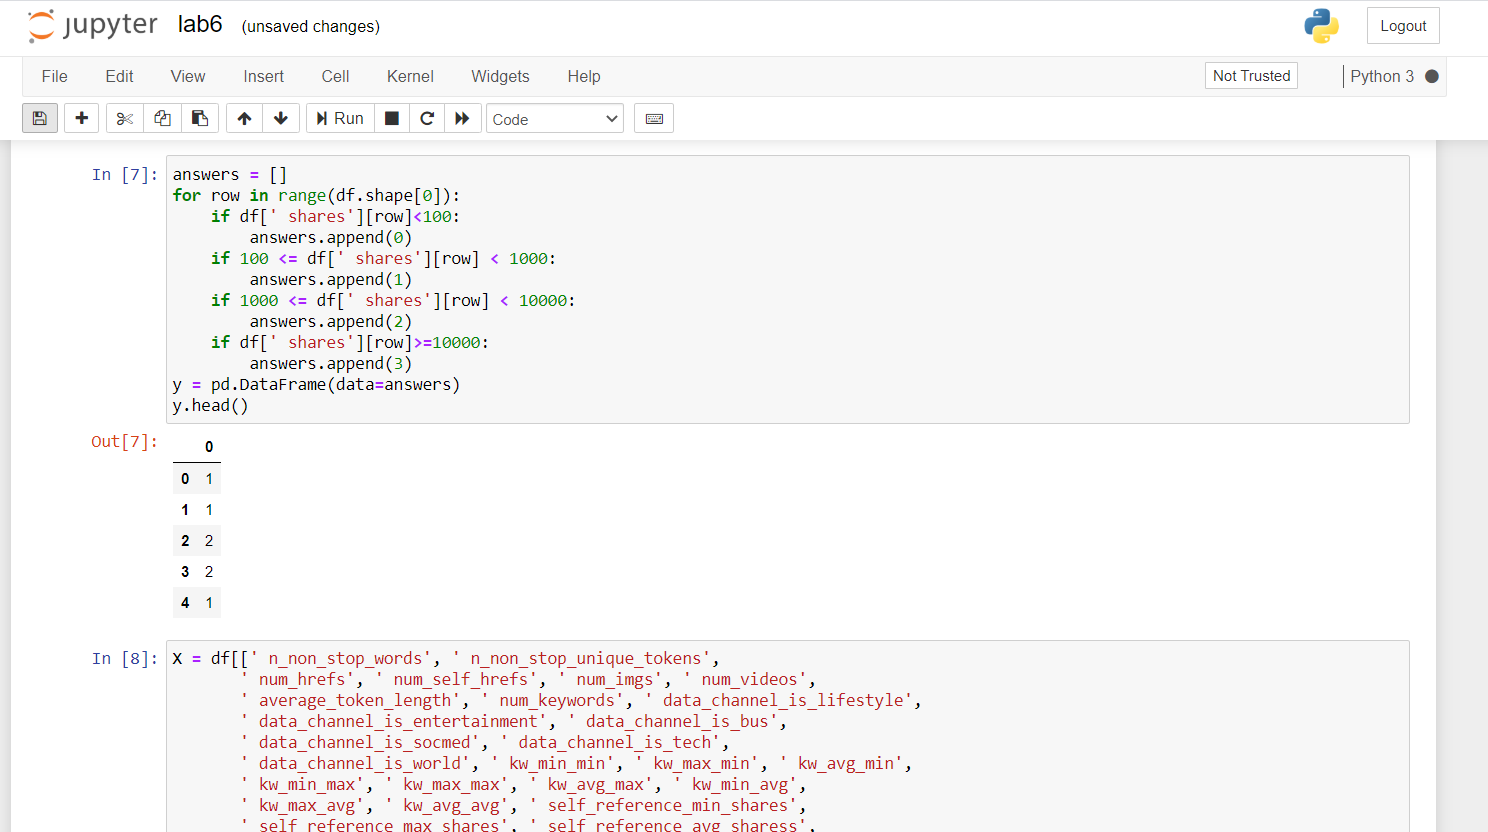 jupyter lab6 (unsaved changes) Logout
File Edit View Insert Cell Kernel Widgets Help Not Trusted Python 3
Run Code
In [7]: answers = []
for row in range(df.shape[0]):
    if df[' shares'][row]<100:
        answers.append(0)
    if 100 <= df[' shares'][row] < 1000:
        answers.append(1)
    if 1000 <= df[' shares'][row] < 10000:
        answers.append(2)
    if df[' shares'][row]>=10000:
        answers.append(3)
y = pd.DataFrame(data=answers)
y.head()
Out[7]:
0
0 1
1 1
2 2
3 2
4 1
In [8]: X = df[[' n_non_stop_words', ' n_non_stop_unique_tokens',
' num_hrefs', ' num_self_hrefs', ' num_imgs', ' num_videos',
' average_token_length', ' num_keywords', ' data_channel_is_lifestyle',
' data_channel_is_entertainment', ' data_channel_is_bus',
' data_channel_is_socmed', ' data_channel_is_tech',
' data_channel_is_world', ' kw_min_min', ' kw_max_min', ' kw_avg_min',
' kw_min_max', ' kw_max_max', ' kw_avg_max', ' kw_min_avg',
' kw_max_avg', ' kw_avg_avg', ' self_reference_min_shares',
' self_reference_max_shares', ' self_reference_avg_sharess',